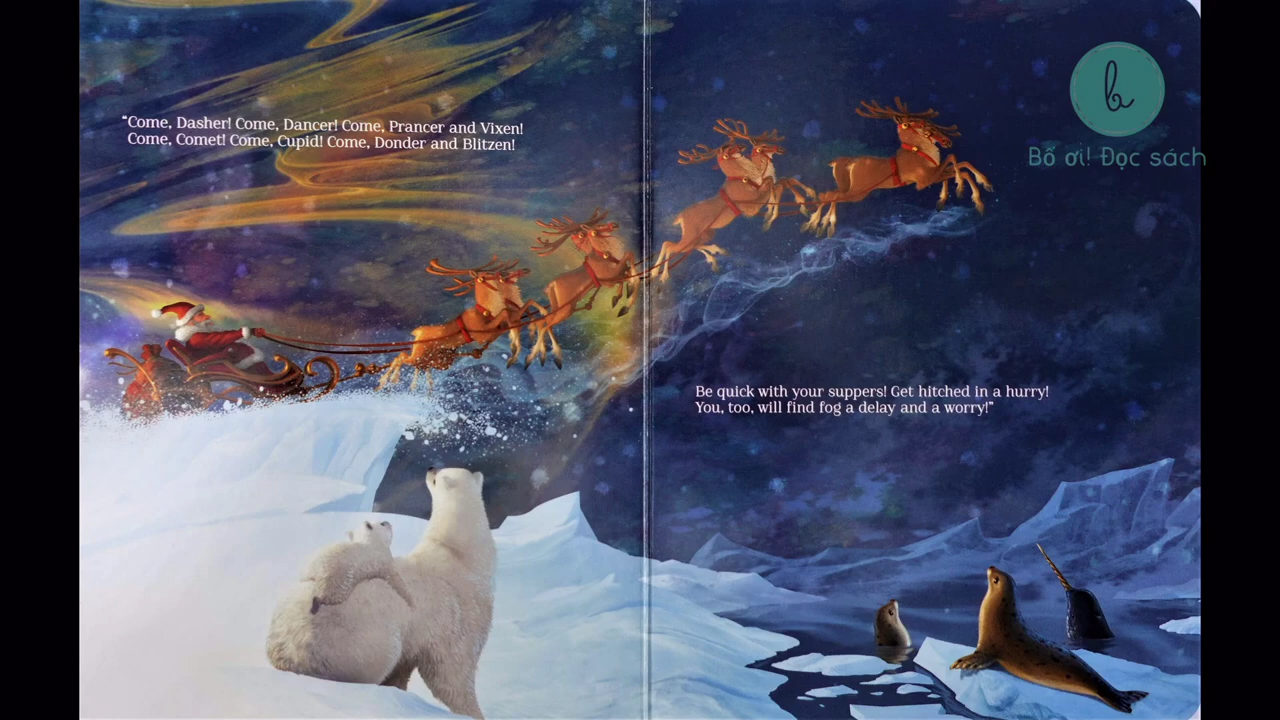 “Come, Dasher! Come, Dancer! Come, Prancer and Vixen!
Come, Comet! Come, Cupid! Come, Donder and Blitzen!
Be quick with your suppers! Get hitched in a hurry!
You, too, will find fog a delay and a worry!”
b
Bố ơi! Đọc sách